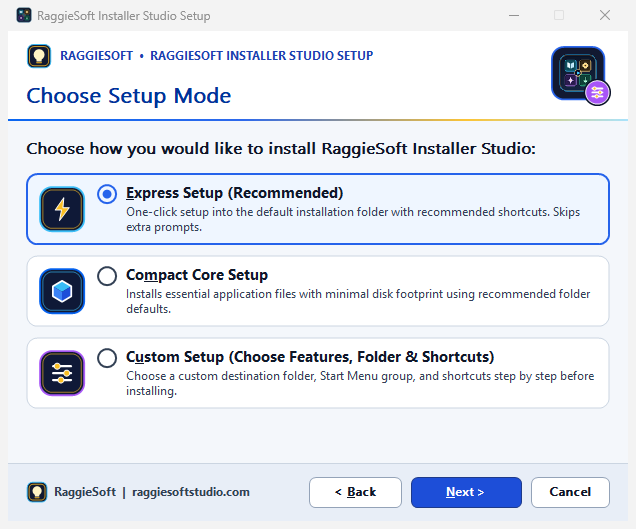 RaggieSoft Installer Studio Setup
RAGGIESOFT • RAGGIESOFT INSTALLER STUDIO SETUP
Choose Setup Mode
Choose how you would like to install RaggieSoft Installer Studio:
Express Setup (Recommended)
One-click setup into the default installation folder with recommended shortcuts. Skips
extra prompts.
Compact Core Setup
Installs essential application files with minimal disk footprint using recommended folder
defaults.
Custom Setup (Choose Features, Folder & Shortcuts)
Choose a custom destination folder, Start Menu group, and shortcuts step by step before
installing.
RaggieSoft | raggiesoftstudio.com
< Back
Next >
Cancel